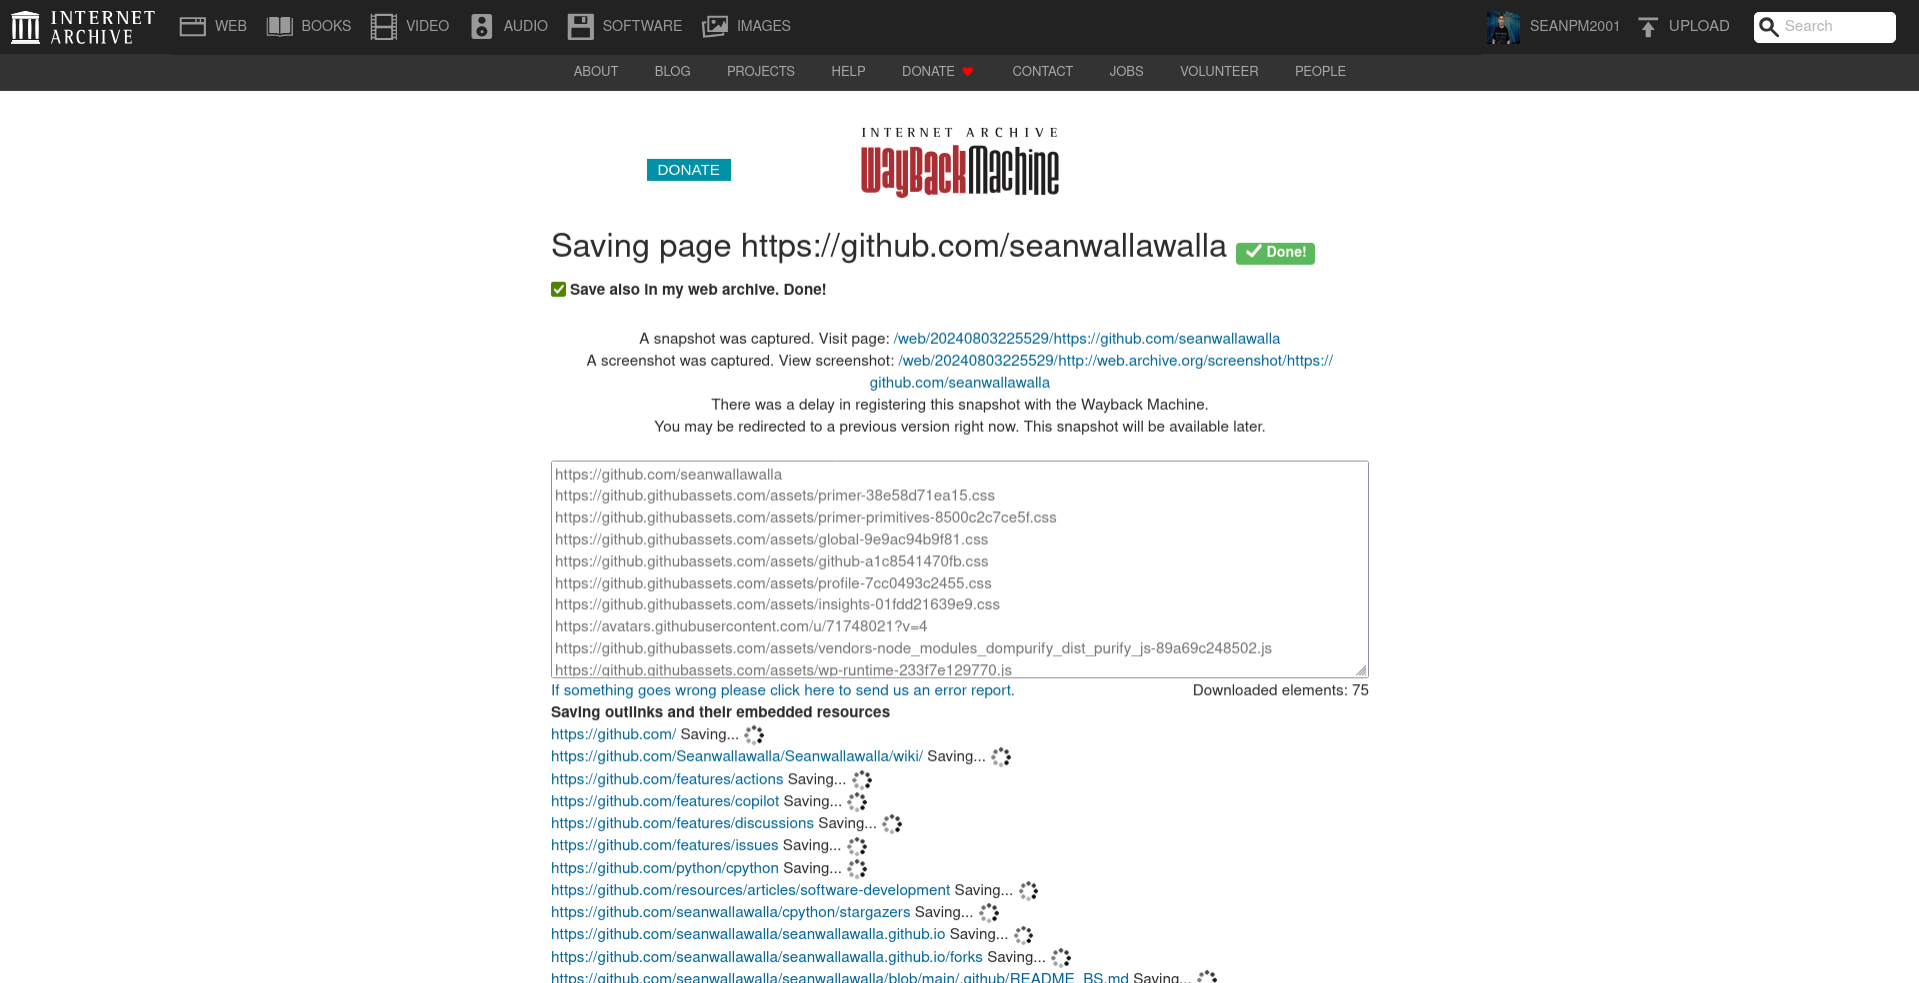 INTERNET ARCHIVE
WEB BOOKS VIDEO AUDIO SOFTWARE IMAGES SEANPM2001 UPLOAD Search
ABOUT BLOG PROJECTS HELP DONATE CONTACT JOBS VOLUNTEER PEOPLE
INTERNET ARCHIVE
DONATE
WayBackMachine
Saving page https://github.com/seanwallawalla Done!
Save also in my web archive. Done!
A snapshot was captured. Visit page: /web/20240803225529/https://github.com/seanwallawalla
A screenshot was captured. View screenshot: /web/20240803225529/http://web.archive.org/screenshot/https://
github.com/seanwallawalla
There was a delay in registering this snapshot with the Wayback Machine.
You may be redirected to a previous version right now. This snapshot will be available later.
https://github.com/seanwallawalla
https://github.githubassets.com/assets/primer-38e58d71ea15.css
https://github.githubassets.com/assets/primer-primitives-8500c2c7ce5f.css
https://github.githubassets.com/assets/global-9e9ac94b9f81.css
https://github.githubassets.com/assets/github-a1c8541470fb.css
https://github.githubassets.com/assets/profile-7cc0493c2455.css
https://github.githubassets.com/assets/insights-01fdd21639e9.css
https://avatars.githubusercontent.com/u/71748021?v=4
https://github.githubassets.com/assets/vendors-node_modules_dompurify_dist_purify_js-89a69c248502.js
https://github.githubassets.com/assets/wp-runtime-233f7e129770.js
If something goes wrong please click here to send us an error report. Downloaded elements: 75
Saving outlinks and their embedded resources
https://github.com/ Saving...
https://github.com/Seanwallawalla/Seanwallawalla/wiki/ Saving...
https://github.com/features/actions Saving...
https://github.com/features/copilot Saving...
https://github.com/features/discussions Saving...
https://github.com/features/issues Saving...
https://github.com/python/cpython Saving...
https://github.com/resources/articles/software-development Saving...
https://github.com/seanwallawalla/cpython/stargazers Saving...
https://github.com/seanwallawalla/seanwallawalla.github.io Saving...
https://github.com/seanwallawalla/seanwallawalla.github.io/forks Saving...
https://github.com/seanwallawalla/seanwallawalla/blob/main/.github/README_BS.md Saving...